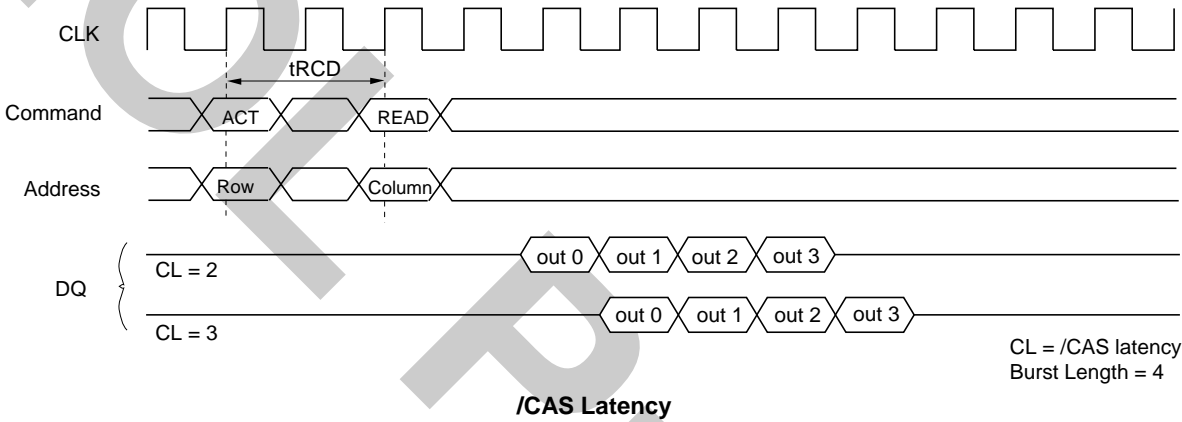 CLK
tRCD
Command ACT READ
Address Row Column
DQ
CL = 2 out 0 out 1 out 2 out 3
CL = 3 out 0 out 1 out 2 out 3
CL = /CAS latency
Burst Length = 4
/CAS Latency